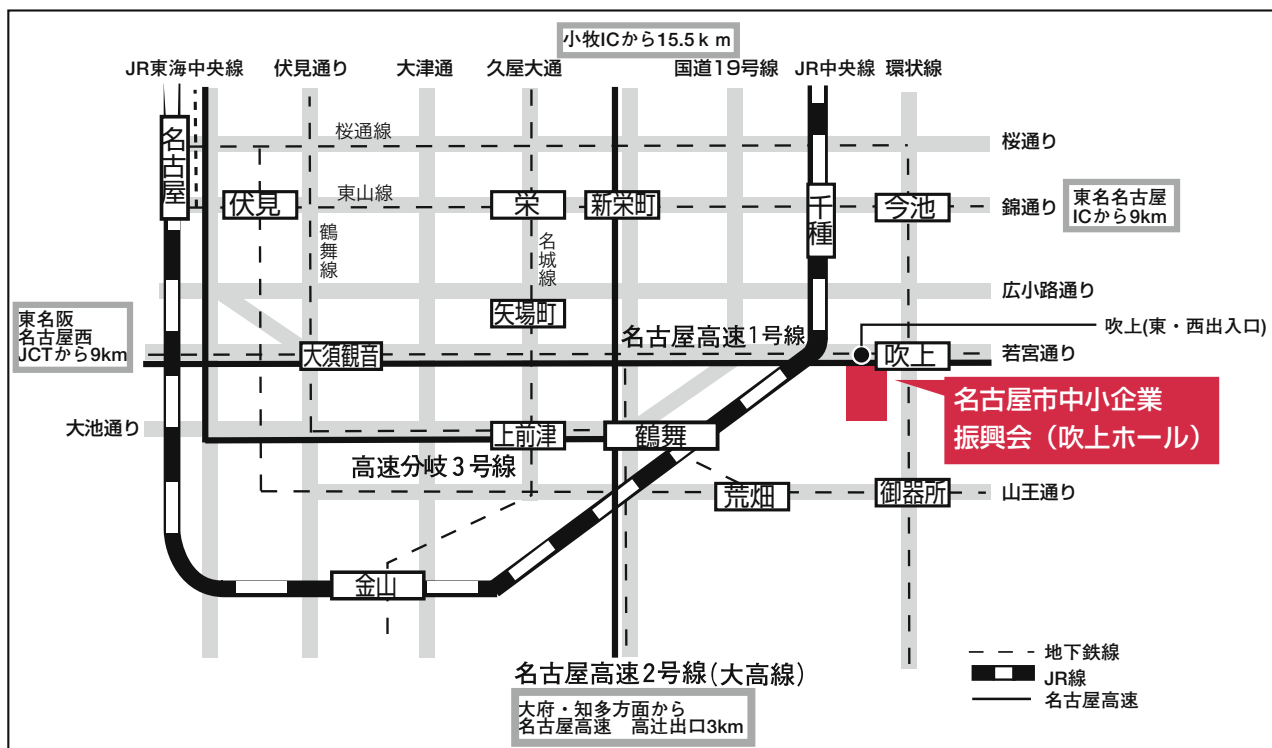 小牧ICから15.5ｋｍ
JR東海中央線
伏見通り
大津通
久屋大通
国道19号線
JR中央線
環状線
名古屋
桜通線
桜通り
伏見
東山線
栄
新栄町
千種
今池
錦通り
東名名古屋
ICから9km
鶴舞線
名城線
広小路通り
矢場町
東名阪
名古屋西
JCTから9km
名古屋高速1号線
吹上(東・西出入口)
大須観音
吹上
若宮通り
名古屋市中小企業
振興会（吹上ホール）
大池通り
上前津
鶴舞
高速分岐３号線
荒畑
御器所
山王通り
金山
名古屋高速2号線(大高線)
大府・知多方面から
名古屋高速　高辻出口3km
地下鉄線
JR線
名古屋高速